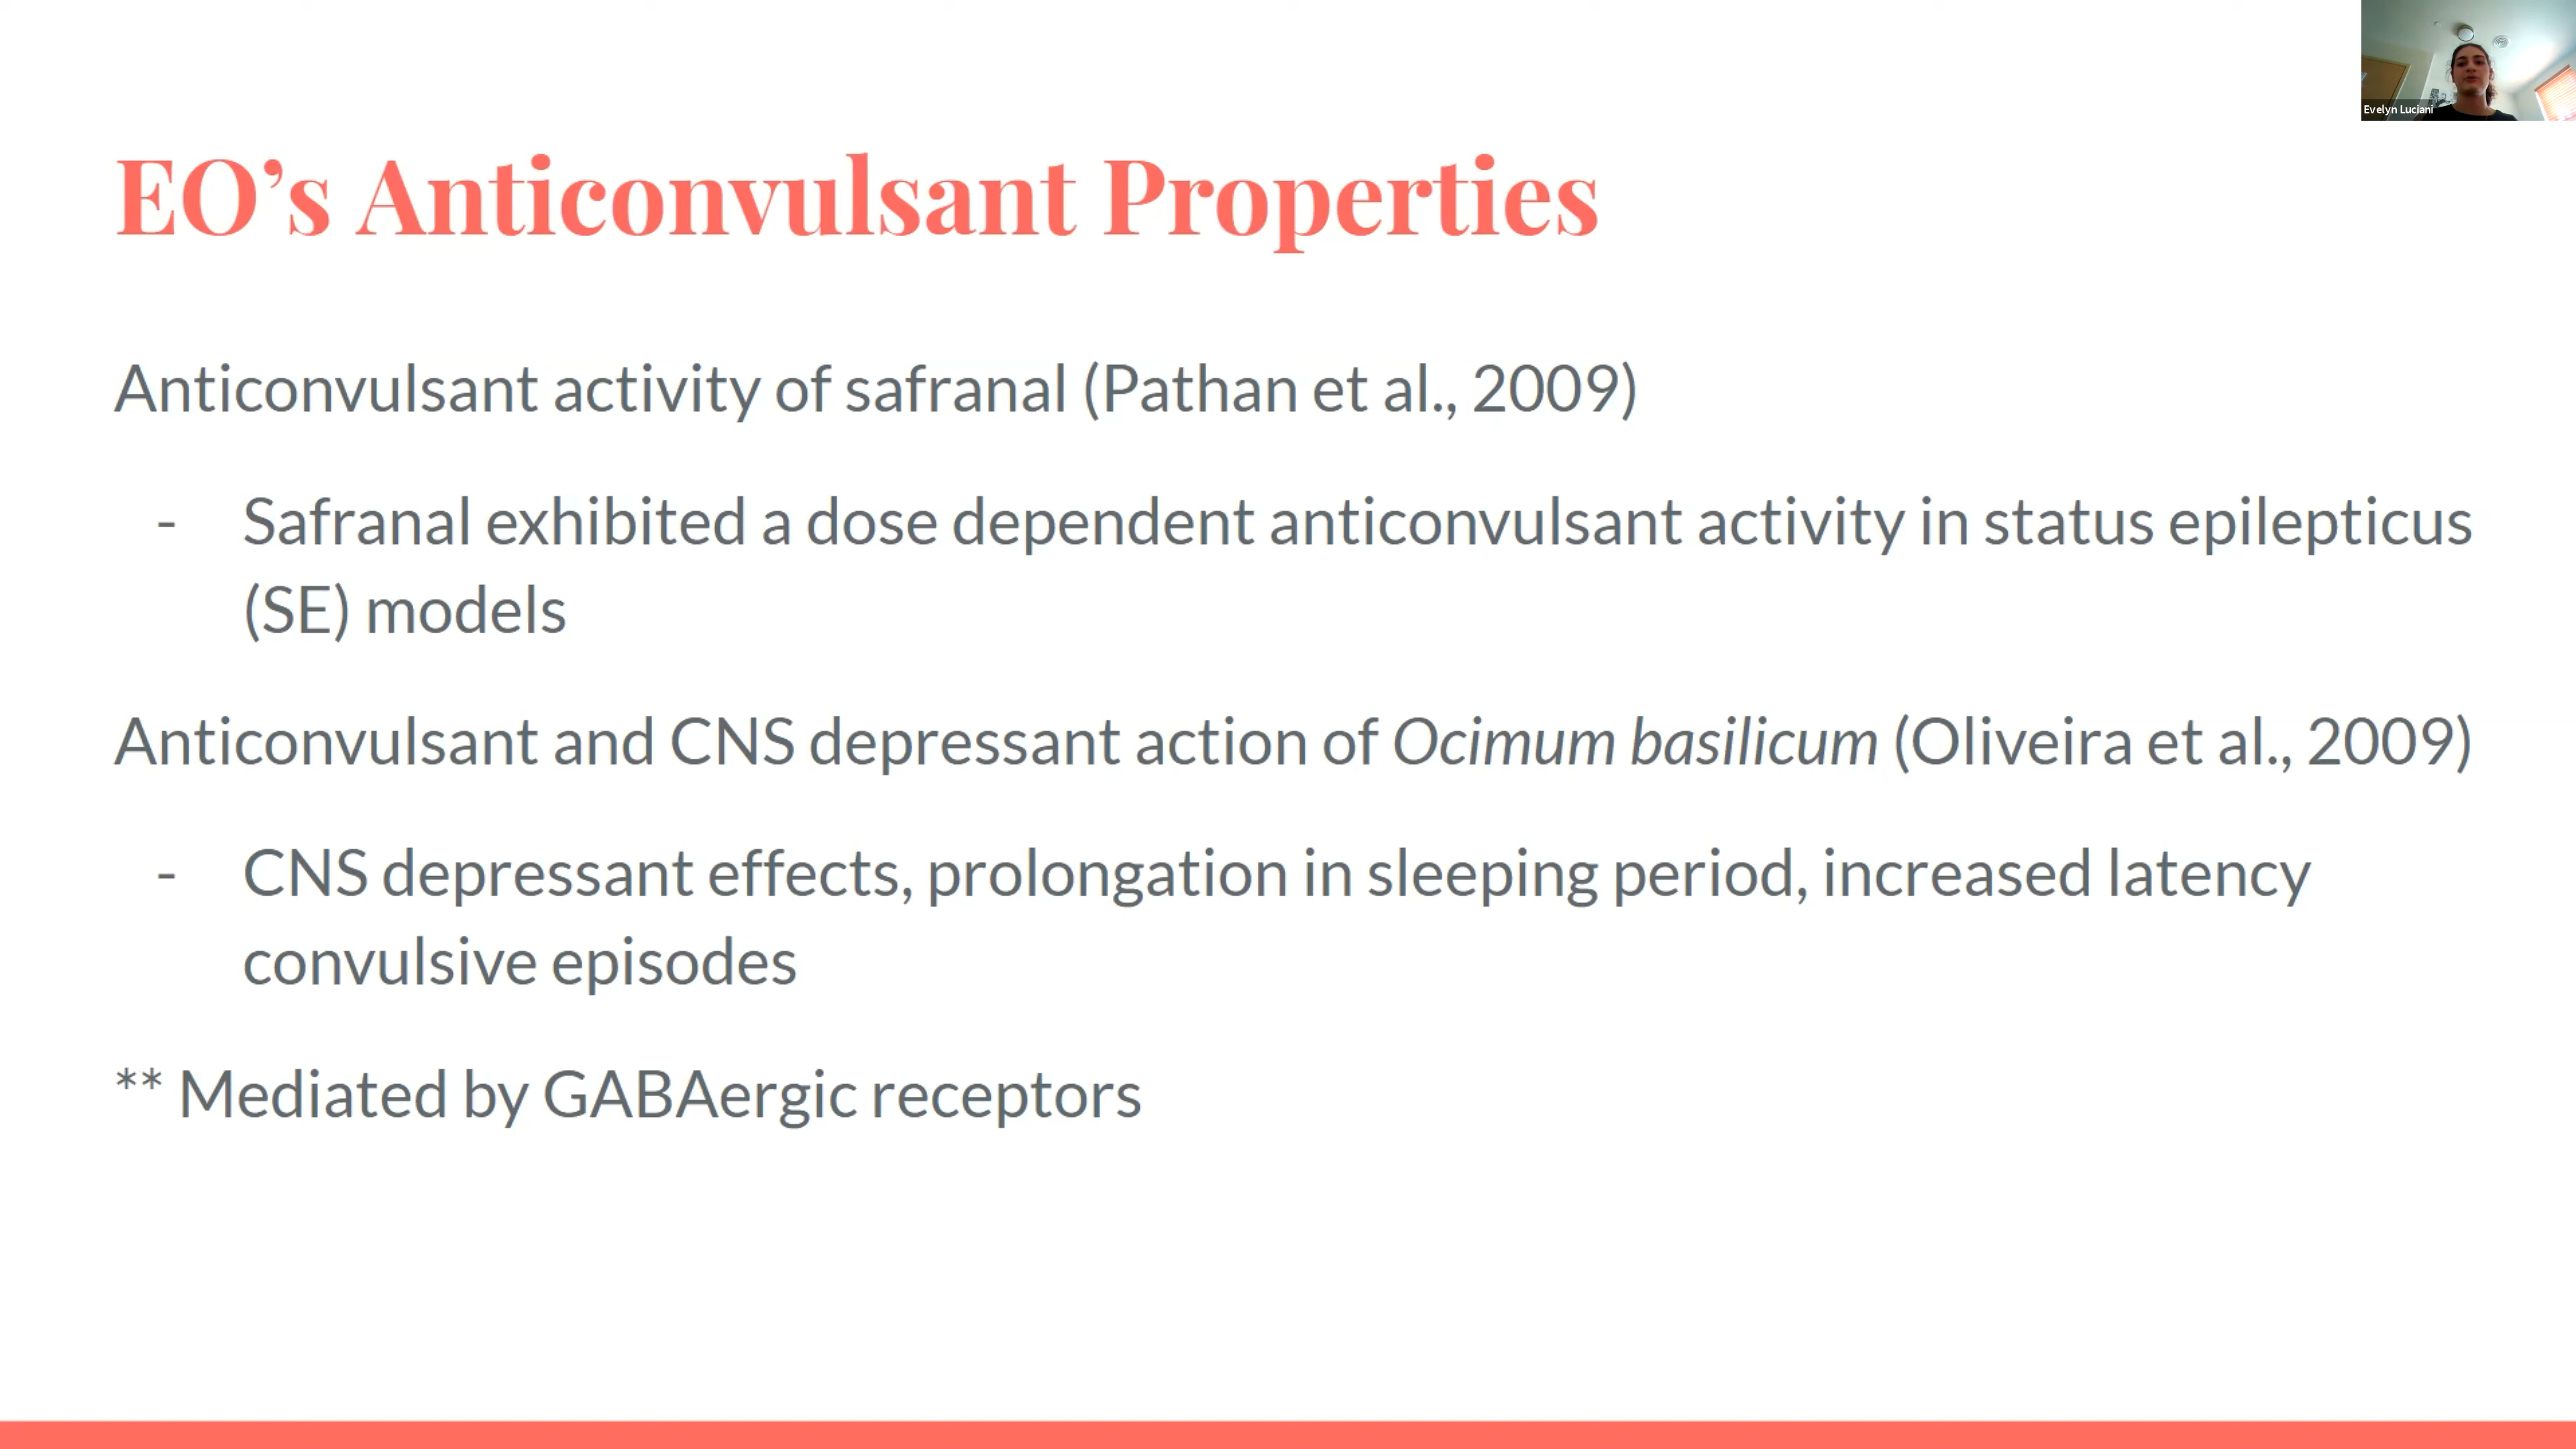 Evelyn Luciani
EO’s Anticonvulsant Properties
Anticonvulsant activity of safranal (Pathan et al., 2009)
- Safranal exhibited a dose dependent anticonvulsant activity in status epilepticus
(SE) models
Anticonvulsant and CNS depressant action of Ocimum basilicum (Oliveira et al., 2009)
- CNS depressant effects, prolongation in sleeping period, increased latency
convulsive episodes
** Mediated by GABAergic receptors